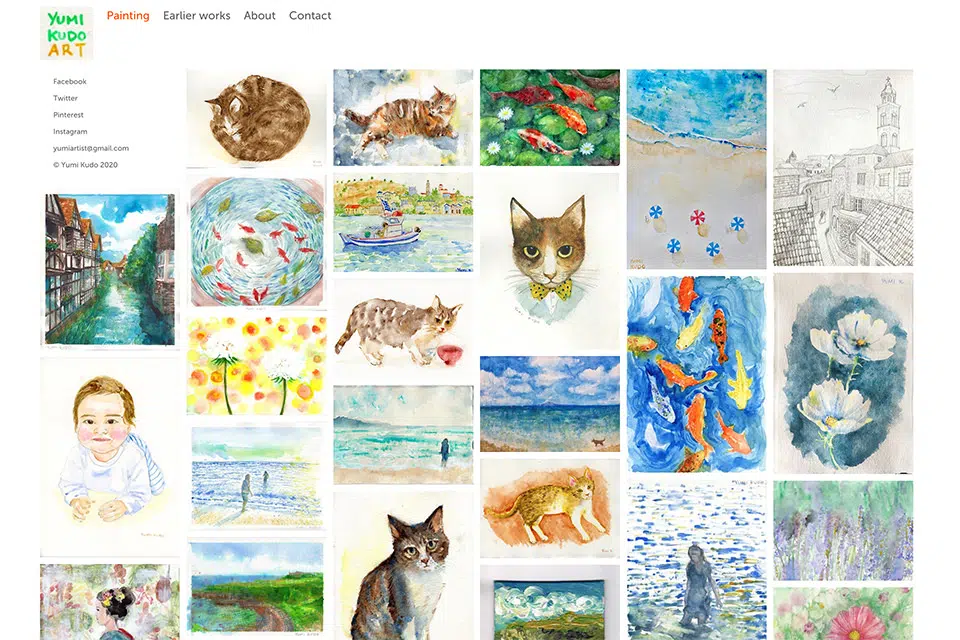 YUMI
KUDO
ART
Painting
Earlier works
About
Contact
Facebook
Twitter
Pinterest
Instagram
yumiartist@gmail.com
© Yumi Kudo 2020